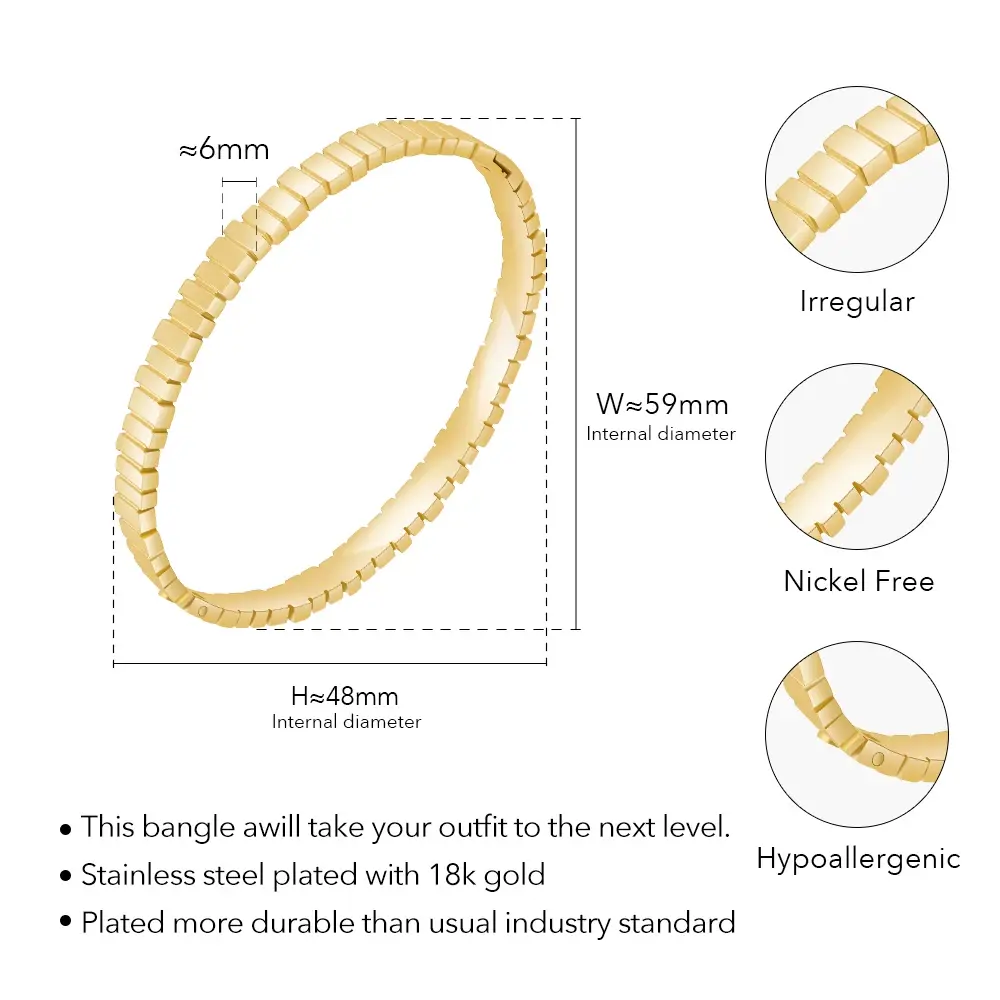 ≈6mm
W≈59mm
Internal diameter
H≈48mm
Internal diameter
Irregular
Nickel Free
Hypoallergenic
• This bangle awill take your outfit to the next level.
• Stainless steel plated with 18k gold
• Plated more durable than usual industry standard